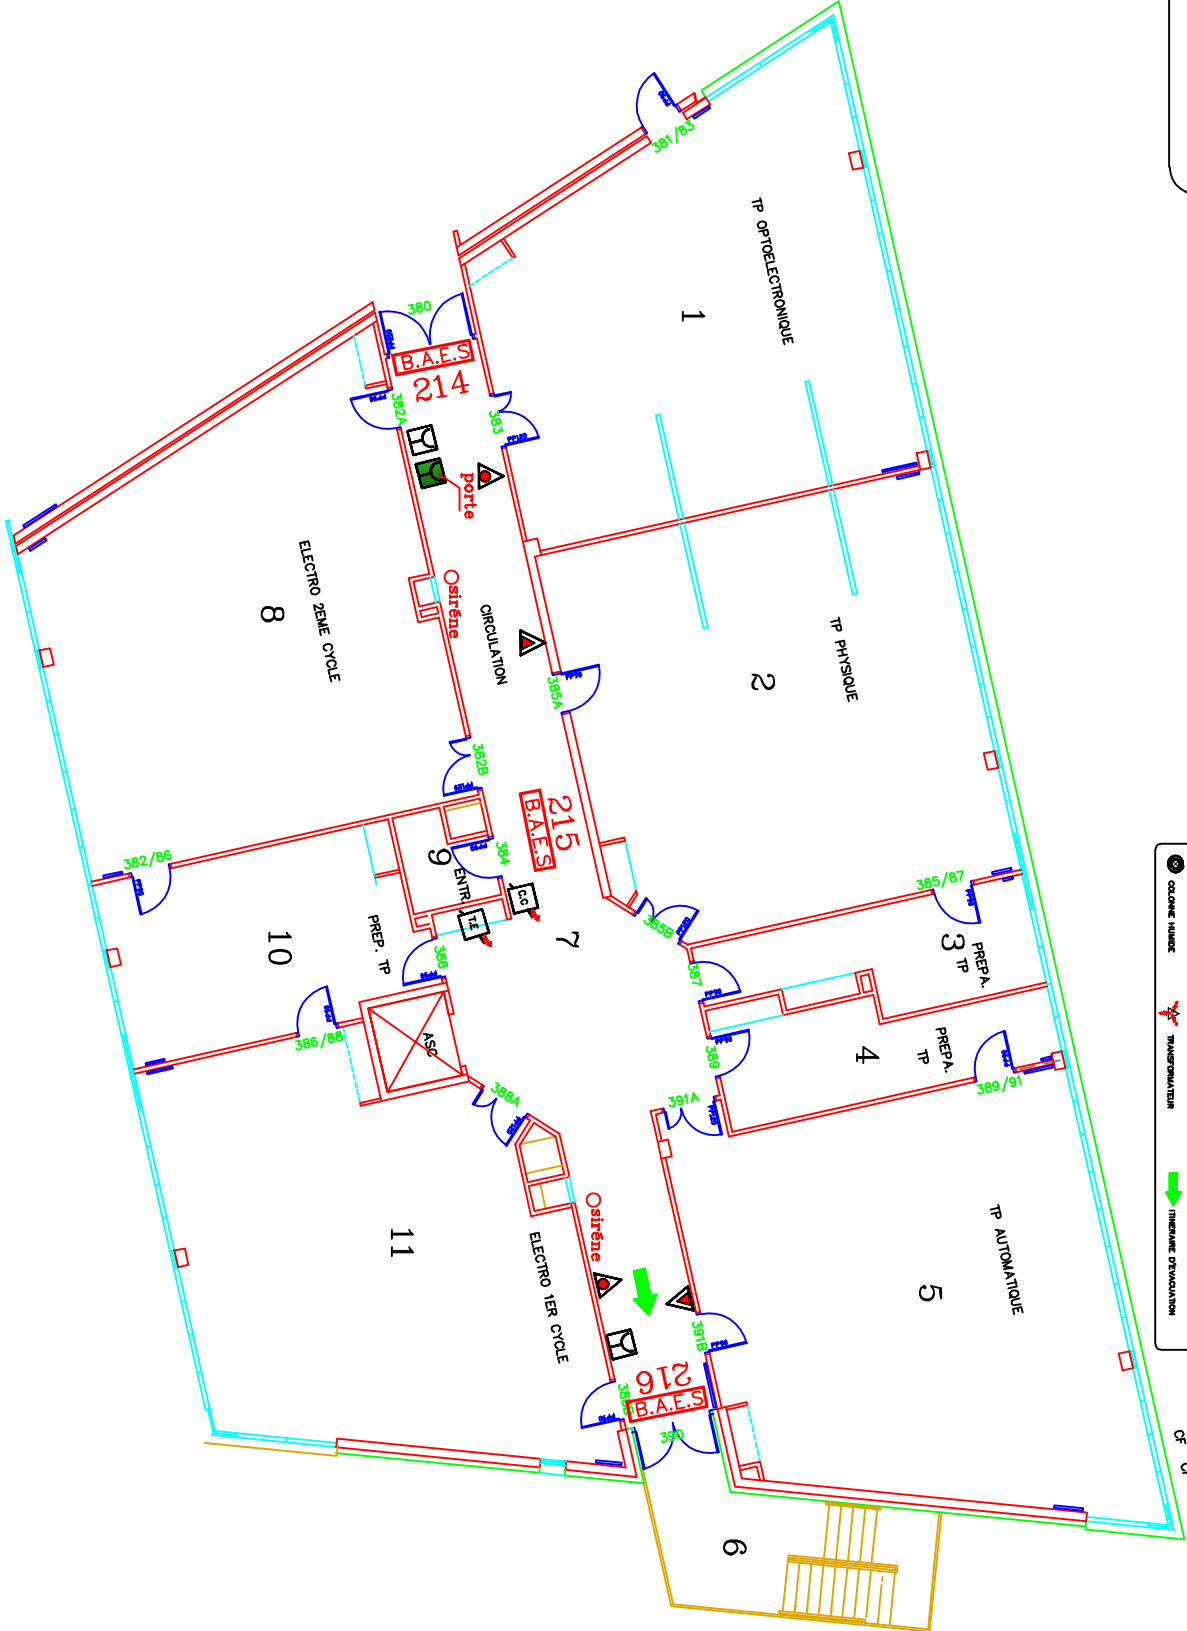 381/83
TP OPTOELECTRONIQUE
1
380
B.A.E.S
214
382A
383
porte
ELECTRO 2EME CYCLE
8
Osiréne
CIRCULATION
385A
TP PHYSIQUE
2
382B
215
B.A.E.S
384
9
ENTR.
C.C
T.E
382/86
10
PREP. TP
386
7
385B
387
385/87
3
PREPA.
TP
4
PREPA.
TP
389
389/91
391A
386/88
ASC
388A
11
Osiréne
ELECTRO 1ER CYCLE
TP AUTOMATIQUE
5
391B
216
B.A.E.S
390
6
COLONNE HUMIDE
TRANSFORMATEUR
ITINERAIRE D'EVACUATION
CF